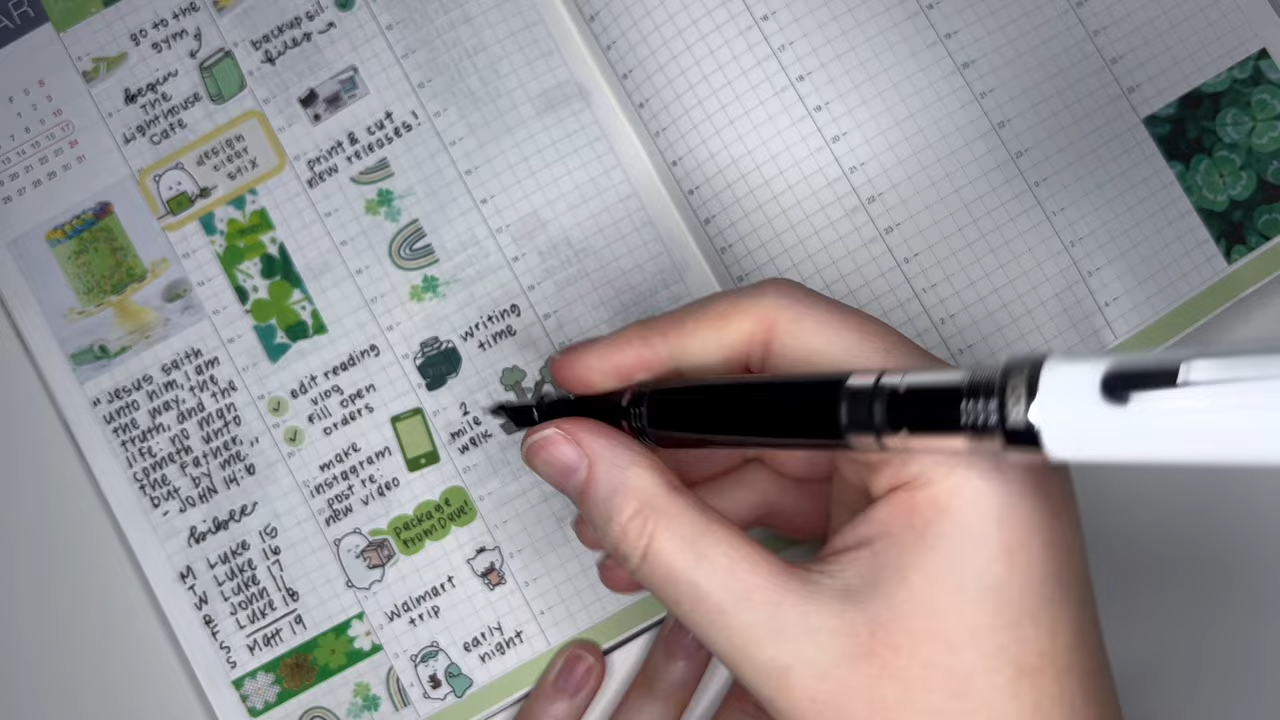 go to the
gym
begin
the
lighthouse
cafe
design
clear
stix
"Jesus saith
unto him, I am
the way, the
truth, and the
life: no man
cometh unto
the Father,
but by me."
- JOHN 14:6
bible
M Luke 15
T Luke 16
W Luke 17
R John 11
F Luke 18
S
S Matt 19
backup sil
files
print & cut
new releases!
edit reading
vlog
fill open
orders
make
instagram
post re:
new video
package
from Dave!
Walmart
trip
early
night
writing
time
2
mile
walk